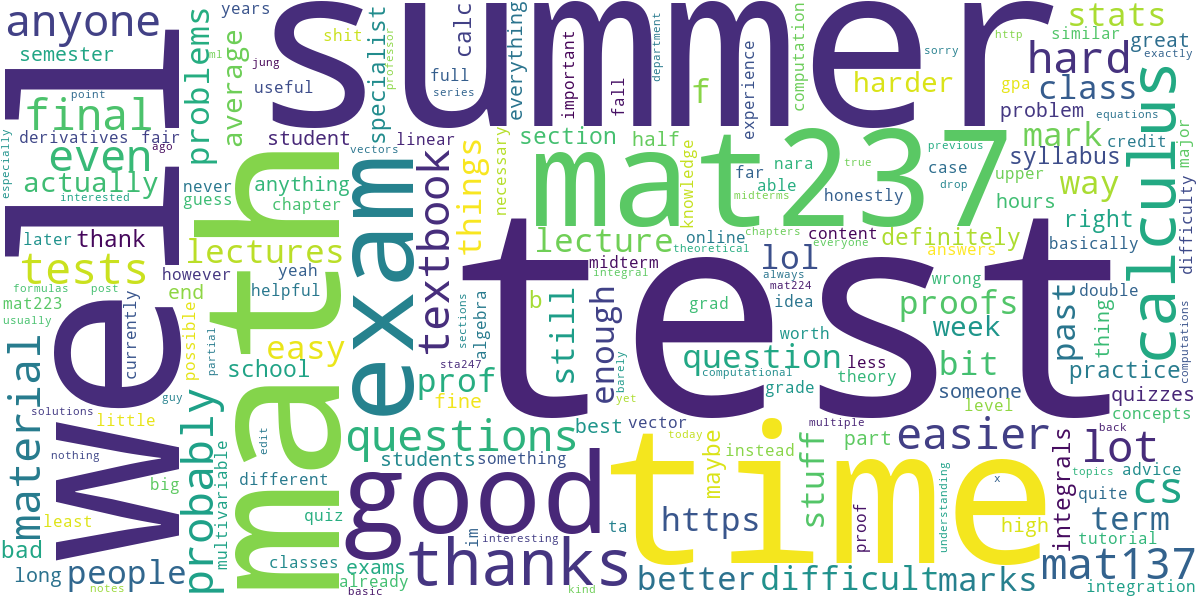 anyone
years
summer
stats
semester
ml
shit
jung
useful
calc
full
series
everything
important
fall
department
experience
computation
sorry
http
similar
great
exactly
hard
harder
gpa
class
problem
equations
specialist
professor
average
problems
point
final
derivatives
fair
ago
especially
even
actually
well
student
linear
section
half
f
mark
credit
major
calculus
difficulty
vectors
never
guess
anything
chapter
math
exam
textbook
things
necessary
mat237
knowledge
true
previous
far
nara
able
case
drop
honestly
upper
syllabus
way
hours
midterms
later
thank
lectures
tests
however
yeah
helpful
end
lecture
online
chapters
theoretical
everyone
content
definitely
answers
right
basically
midterm
integral
lol
always
mat224
idea
wrong
double
formulas
post
mat223
usually
currently
possible
partial
easy
school
algebra
sections
b
still
enough
grad
worth
proofs
week
past
thing
computations
test
question
computational
less
theory
grade
bit
practice
material
solutions
guy
little
probably
sta247
prof
fine
barely
yet
someone
level
quizzes
concepts
nothing
edit
questions
best
vector
multiple
today
maybe
instead
part
easier
back
lot
integrals
topics
advice
big
multivariable
different
students
something
good
ta
time
stuff
understanding
x
quite
cs
least
quiz
im
interesting
https
proof
high
term
tutorial
bad
long
people
notes
classes
exams
already
basic
thanks
kind
better
difficult
marks
mat137
integration